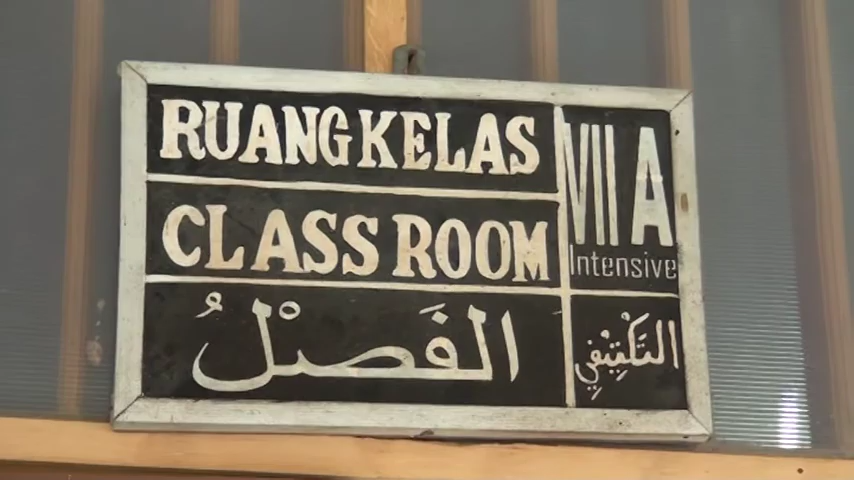 RUANG KELAS
CLASS ROOM
VII A
Intensive
الفَصْلُ
التَكْثِيْفِي